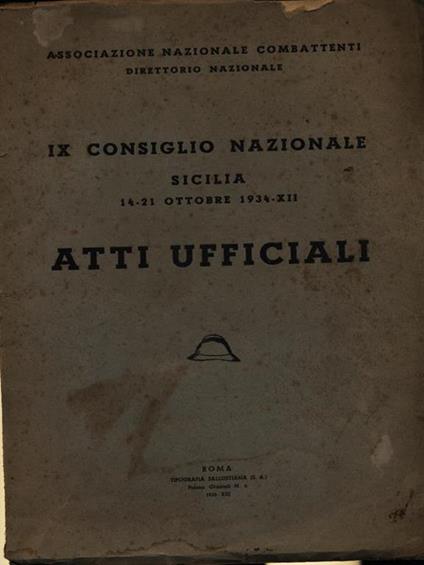 ASSOCIAZIONE NAZIONALE COMBATTENTI
DIRETTORIO NAZIONALE
IX CONSIGLIO NAZIONALE
SICILIA
14-21 OTTOBRE 1934-XII
ATTI UFFICIALI
ROMA
TIPOGRAFIA SALLUSTIANA (S. A.)
Palazzo